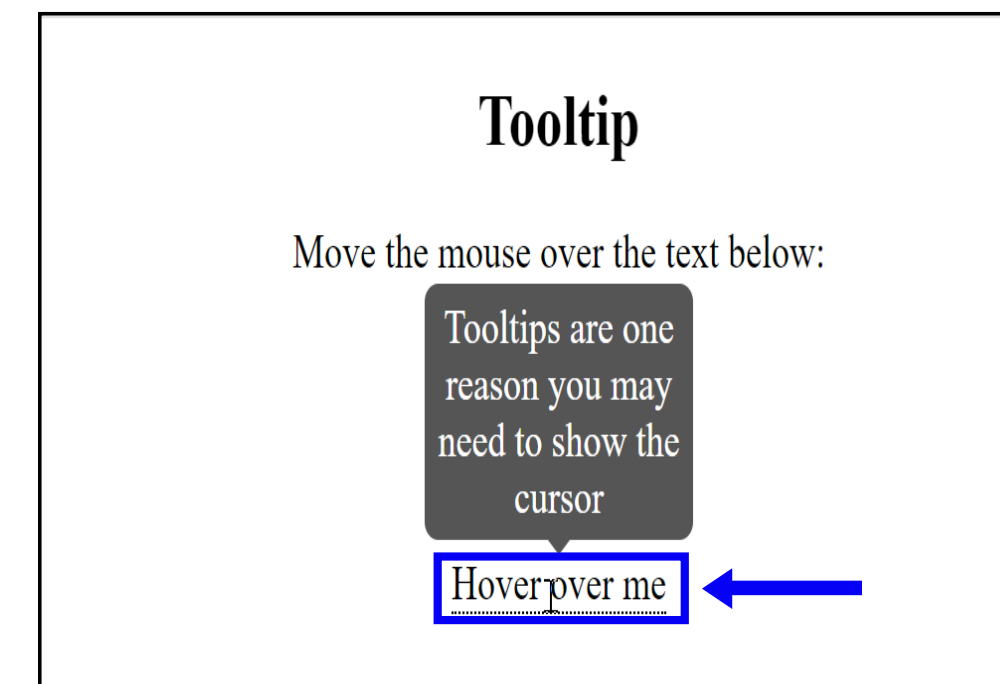 Tooltip
Move the mouse over the text below:
Tooltips are one
reason you may
need to show the
cursor
Hover over me